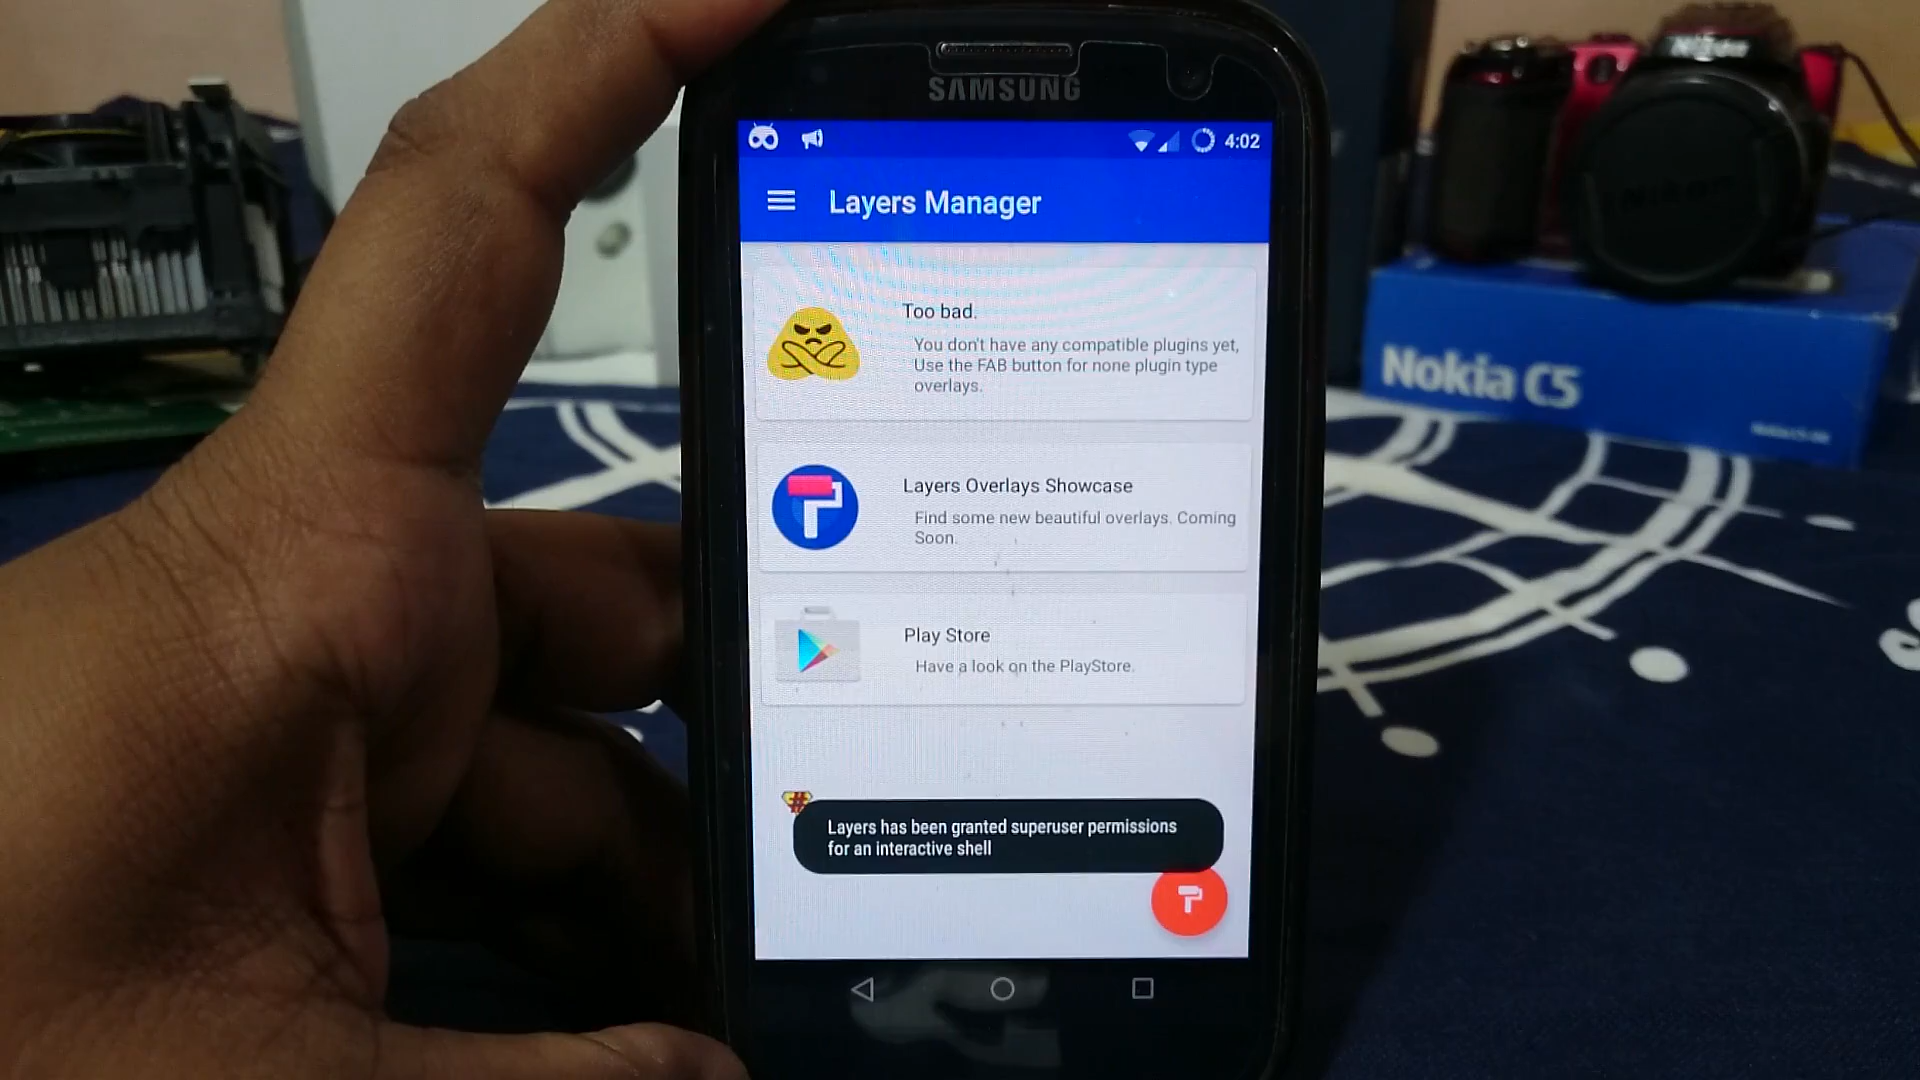 SAMSUNG
4:02
Layers Manager
Too bad.
You don't have any compatible plugins yet,
Use the FAB button for none plugin type
overlays.
Layers Overlays Showcase
Find some new beautiful overlays. Coming
Soon.
Play Store
Have a look on the PlayStore.
#
Layers has been granted superuser permissions
for an interactive shell
Nikon
Nokia C5